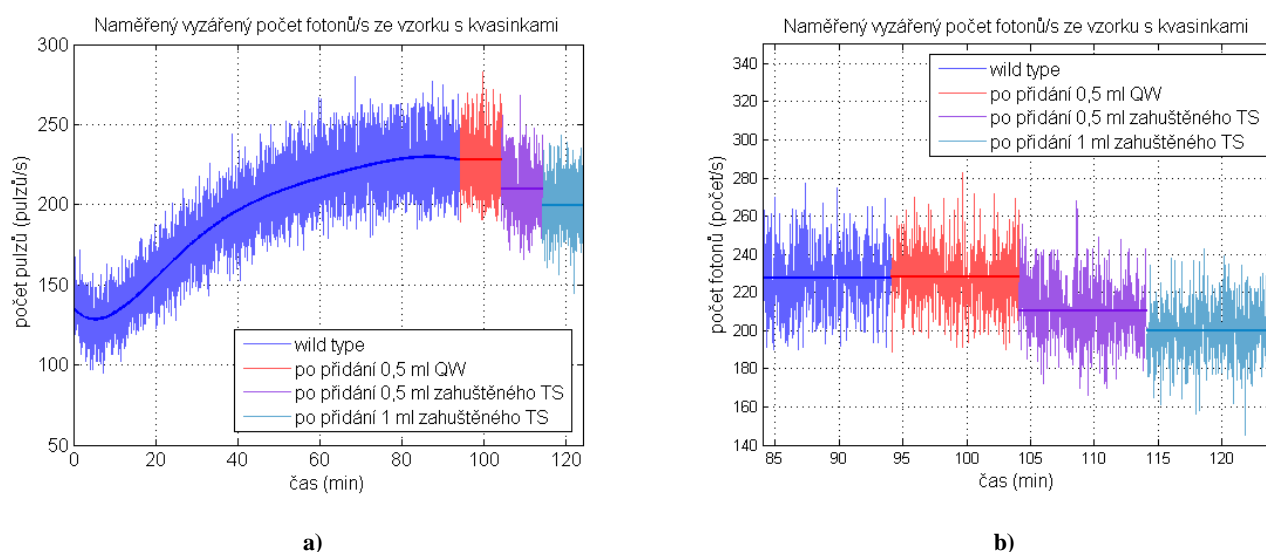 Naměřený vyzářený počet fotonů/s ze vzorku s kvasinkami
300
250
200
150
100
50
počet pulzů (pulzů/s)
wild type
po přidání 0,5 ml QW
po přidání 0,5 ml zahuštěného TS
po přidání 1 ml zahuštěného TS
0
20
40
60
80
100
120
čas (min)
a)
Naměřený vyzářený počet fotonů/s ze vzorku s kvasinkami
340
320
300
280
260
240
220
200
180
160
140
počet fotonů (počet/s)
wild type
po přidání 0,5 ml QW
po přidání 0,5 ml zahuštěného TS
po přidání 1 ml zahuštěného TS
85
90
95
100
105
110
115
120
čas (min)
b)